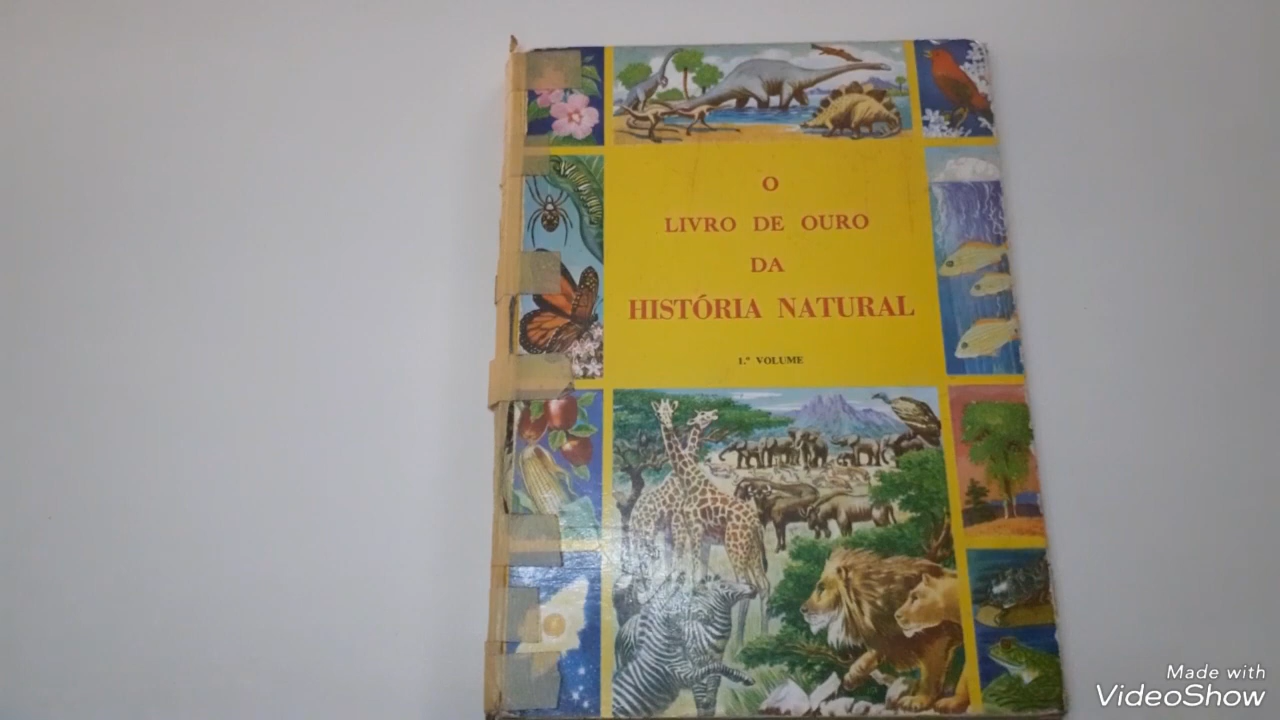 O
LIVRO DE OURO
DA
HISTÓRIA NATURAL
1.º VOLUME
Made with
VideoShow